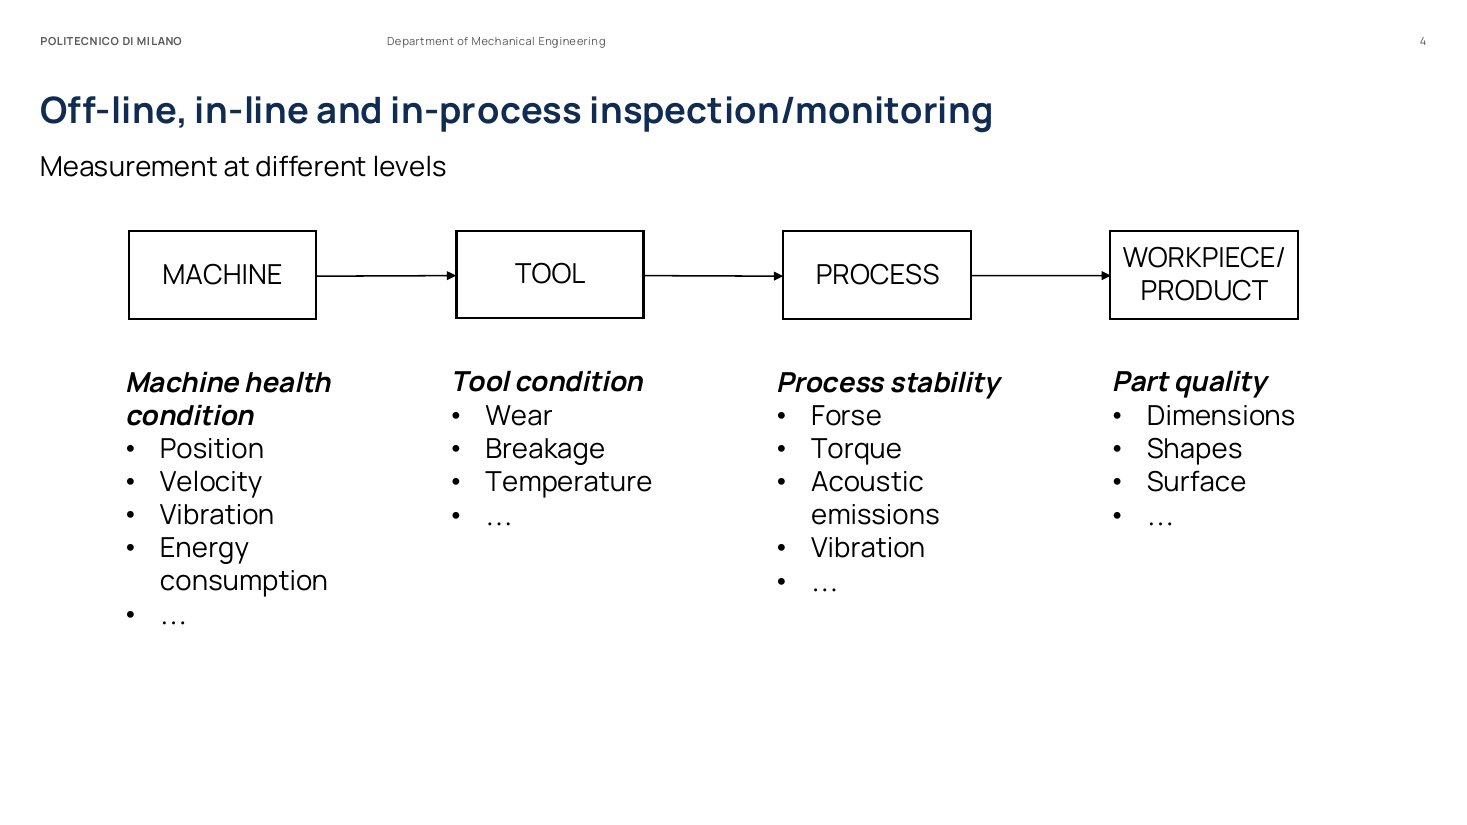 POLITECNICO DI MILANO
Department of Mechanical Engineering
4
Off-line, in-line and in-process inspection/monitoring
Measurement at different levels
MACHINE
TOOL
PROCESS
WORKPIECE/
PRODUCT
Machine health
condition
• Position
• Velocity
• Vibration
• Energy
consumption
• ...
Tool condition
• Wear
• Breakage
• Temperature
• ...
Process stability
• Forse
• Torque
• Acoustic
emissions
• Vibration
• ...
Part quality
• Dimensions
• Shapes
• Surface
• ...